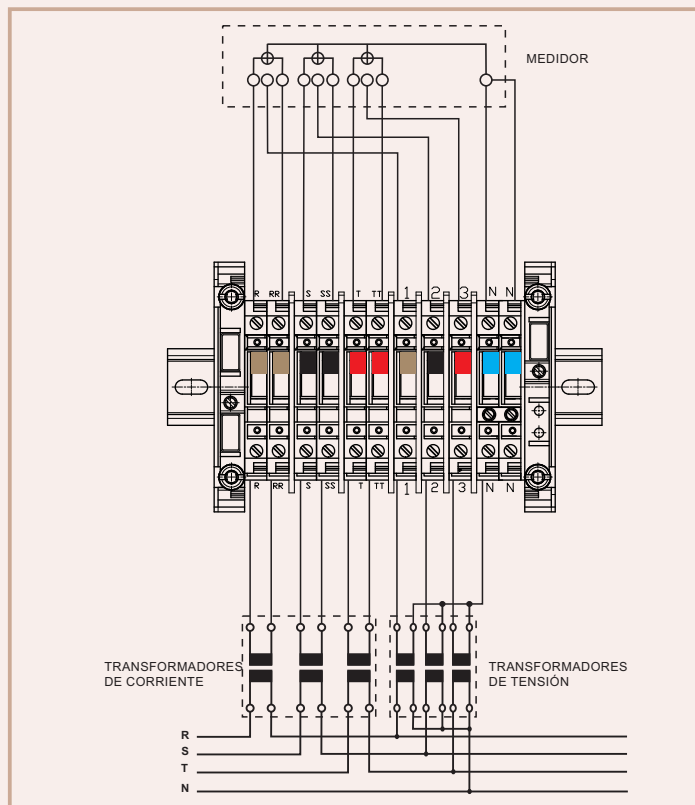 MEDIDOR
R RR S SS T TT 1 2 3 N N
R RR S SS T TT 1 2 3 N N
TRANSFORMADORES
DE CORRIENTE
TRANSFORMADORES
DE TENSIÓN
R
S
T
N